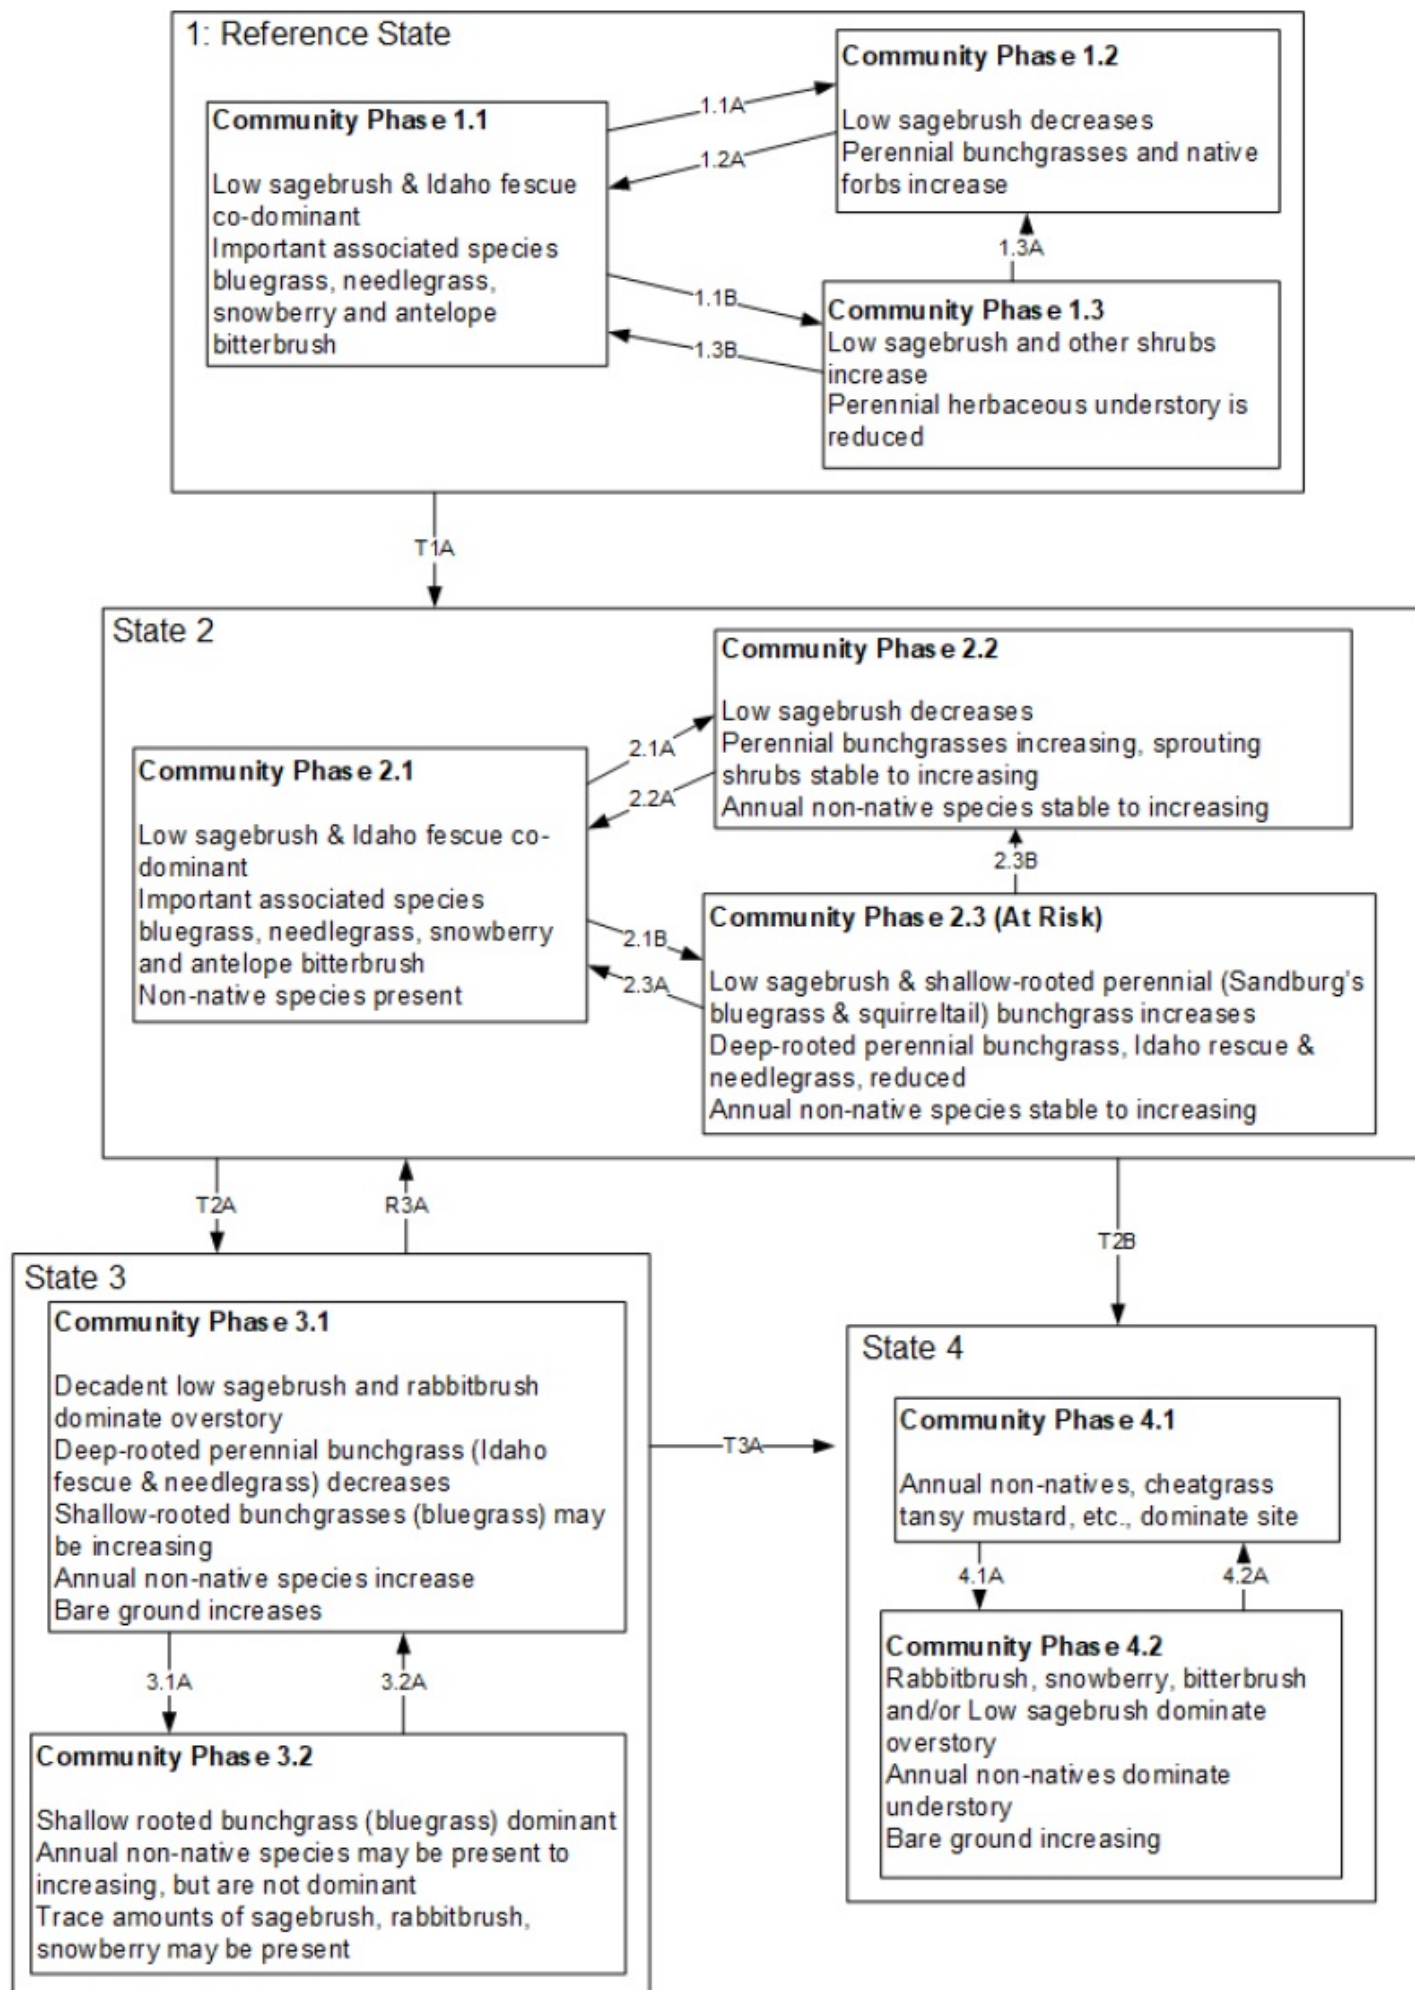 1: Reference State
Community Phase 1.1
Low sagebrush & Idaho fescue
co-dominant
Important associated species
bluegrass, needlegrass,
snowberry and antelope
bitterbrush
1.1A
1.2A
Community Phase 1.2
Low sagebrush decreases
Perennial bunchgrasses and native
forbs increase
1.3A
1.1B
1.3B
Community Phase 1.3
Low sagebrush and other shrubs
increase
Perennial herbaceous understory is
reduced
T1A
State 2
Community Phase 2.1
Low sagebrush & Idaho fescue co-
dominant
Important associated species
bluegrass, needlegrass, snowberry
and antelope bitterbrush
Non-native species present
2.1A
2.2A
Community Phase 2.2
Low sagebrush decreases
Perennial bunchgrasses increasing, sprouting
shrubs stable to increasing
Annual non-native species stable to increasing
2.3B
2.1B
2.3A
Community Phase 2.3 (At Risk)
Low sagebrush & shallow-rooted perennial (Sandburg's
bluegrass & squirreltail) bunchgrass increases
Deep-rooted perennial bunchgrass, Idaho rescue &
needlegrass, reduced
Annual non-native species stable to increasing
T2A
R3A
T2B
State 3
Community Phase 3.1
Decadent low sagebrush and rabbitbrush
dominate overstory
Deep-rooted perennial bunchgrass (Idaho
fescue & needlegrass) decreases
Shallow-rooted bunchgrasses (bluegrass) may
be increasing
Annual non-native species increase
Bare ground increases
3.1A
3.2A
Community Phase 3.2
Shallow rooted bunchgrass (bluegrass) dominant
Annual non-native species may be present to
increasing, but are not dominant
Trace amounts of sagebrush, rabbitbrush,
snowberry may be present
T3A
State 4
Community Phase 4.1
Annual non-natives, cheatgrass
tansy mustard, etc., dominate site
4.1A
4.2A
Community Phase 4.2
Rabbitbrush, snowberry, bitterbrush
and/or Low sagebrush dominate
overstory
Annual non-natives dominate
understory
Bare ground increasing